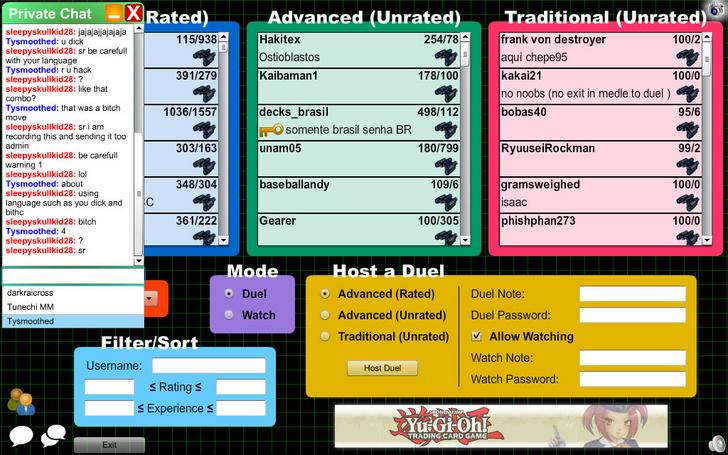 Private Chat
X
sleepyskullkid28: jajajajjajajaja
Tysmoothed: u dick
sleepyskullkid28: sr be carefull
with your language
Tysmoothed: r u hack
sleepyskullkid28: ?
sleepyskullkid28: like that
combo?
Tysmoothed: that was a bitch
move
sleepyskullkid28: sr i am
recording this and sending it too
admin
sleepyskullkid28: be carefull
warning 1
sleepyskullkid28: lol
Tysmoothed: about
sleepyskullkid28: using
language such as you dick and
bithc
sleepyskullkid28: bitch
Tysmoothed: 4
sleepyskullkid28: ?
sleepyskullkid28: sr
darkraicross
Tunechi MM
Tysmoothed
Rated)
115/938
391/279
1036/1557
303/163
348/304
CC
361/222
Advanced (Unrated)
Hakitex 254/78
Ostioblastos
Kaibaman1 178/100
decks_brasil 498/112
somente brasil senha BR
unam05 180/799
baseballandy 109/6
Gearer 100/305
Traditional (Unrated)
frank von destroyer 100/2
aqui chepe95
kakai21 100/0
no noobs (no exit in medle to duel )
bobas40 95/6
RyuuseiRockman 99/2
gramsweighed 100/0
isaac
phishphan273 100/0
Mode
Duel
Watch
Host a Duel
Advanced (Rated)
Advanced (Unrated)
Traditional (Unrated)
Host Duel
Duel Note:
Duel Password:
Allow Watching
Watch Note:
Watch Password:
Filter/Sort
Username:
≤ Rating ≤
≤ Experience ≤
Exit
Yu-Gi-Oh!
TRADING CARD GAME